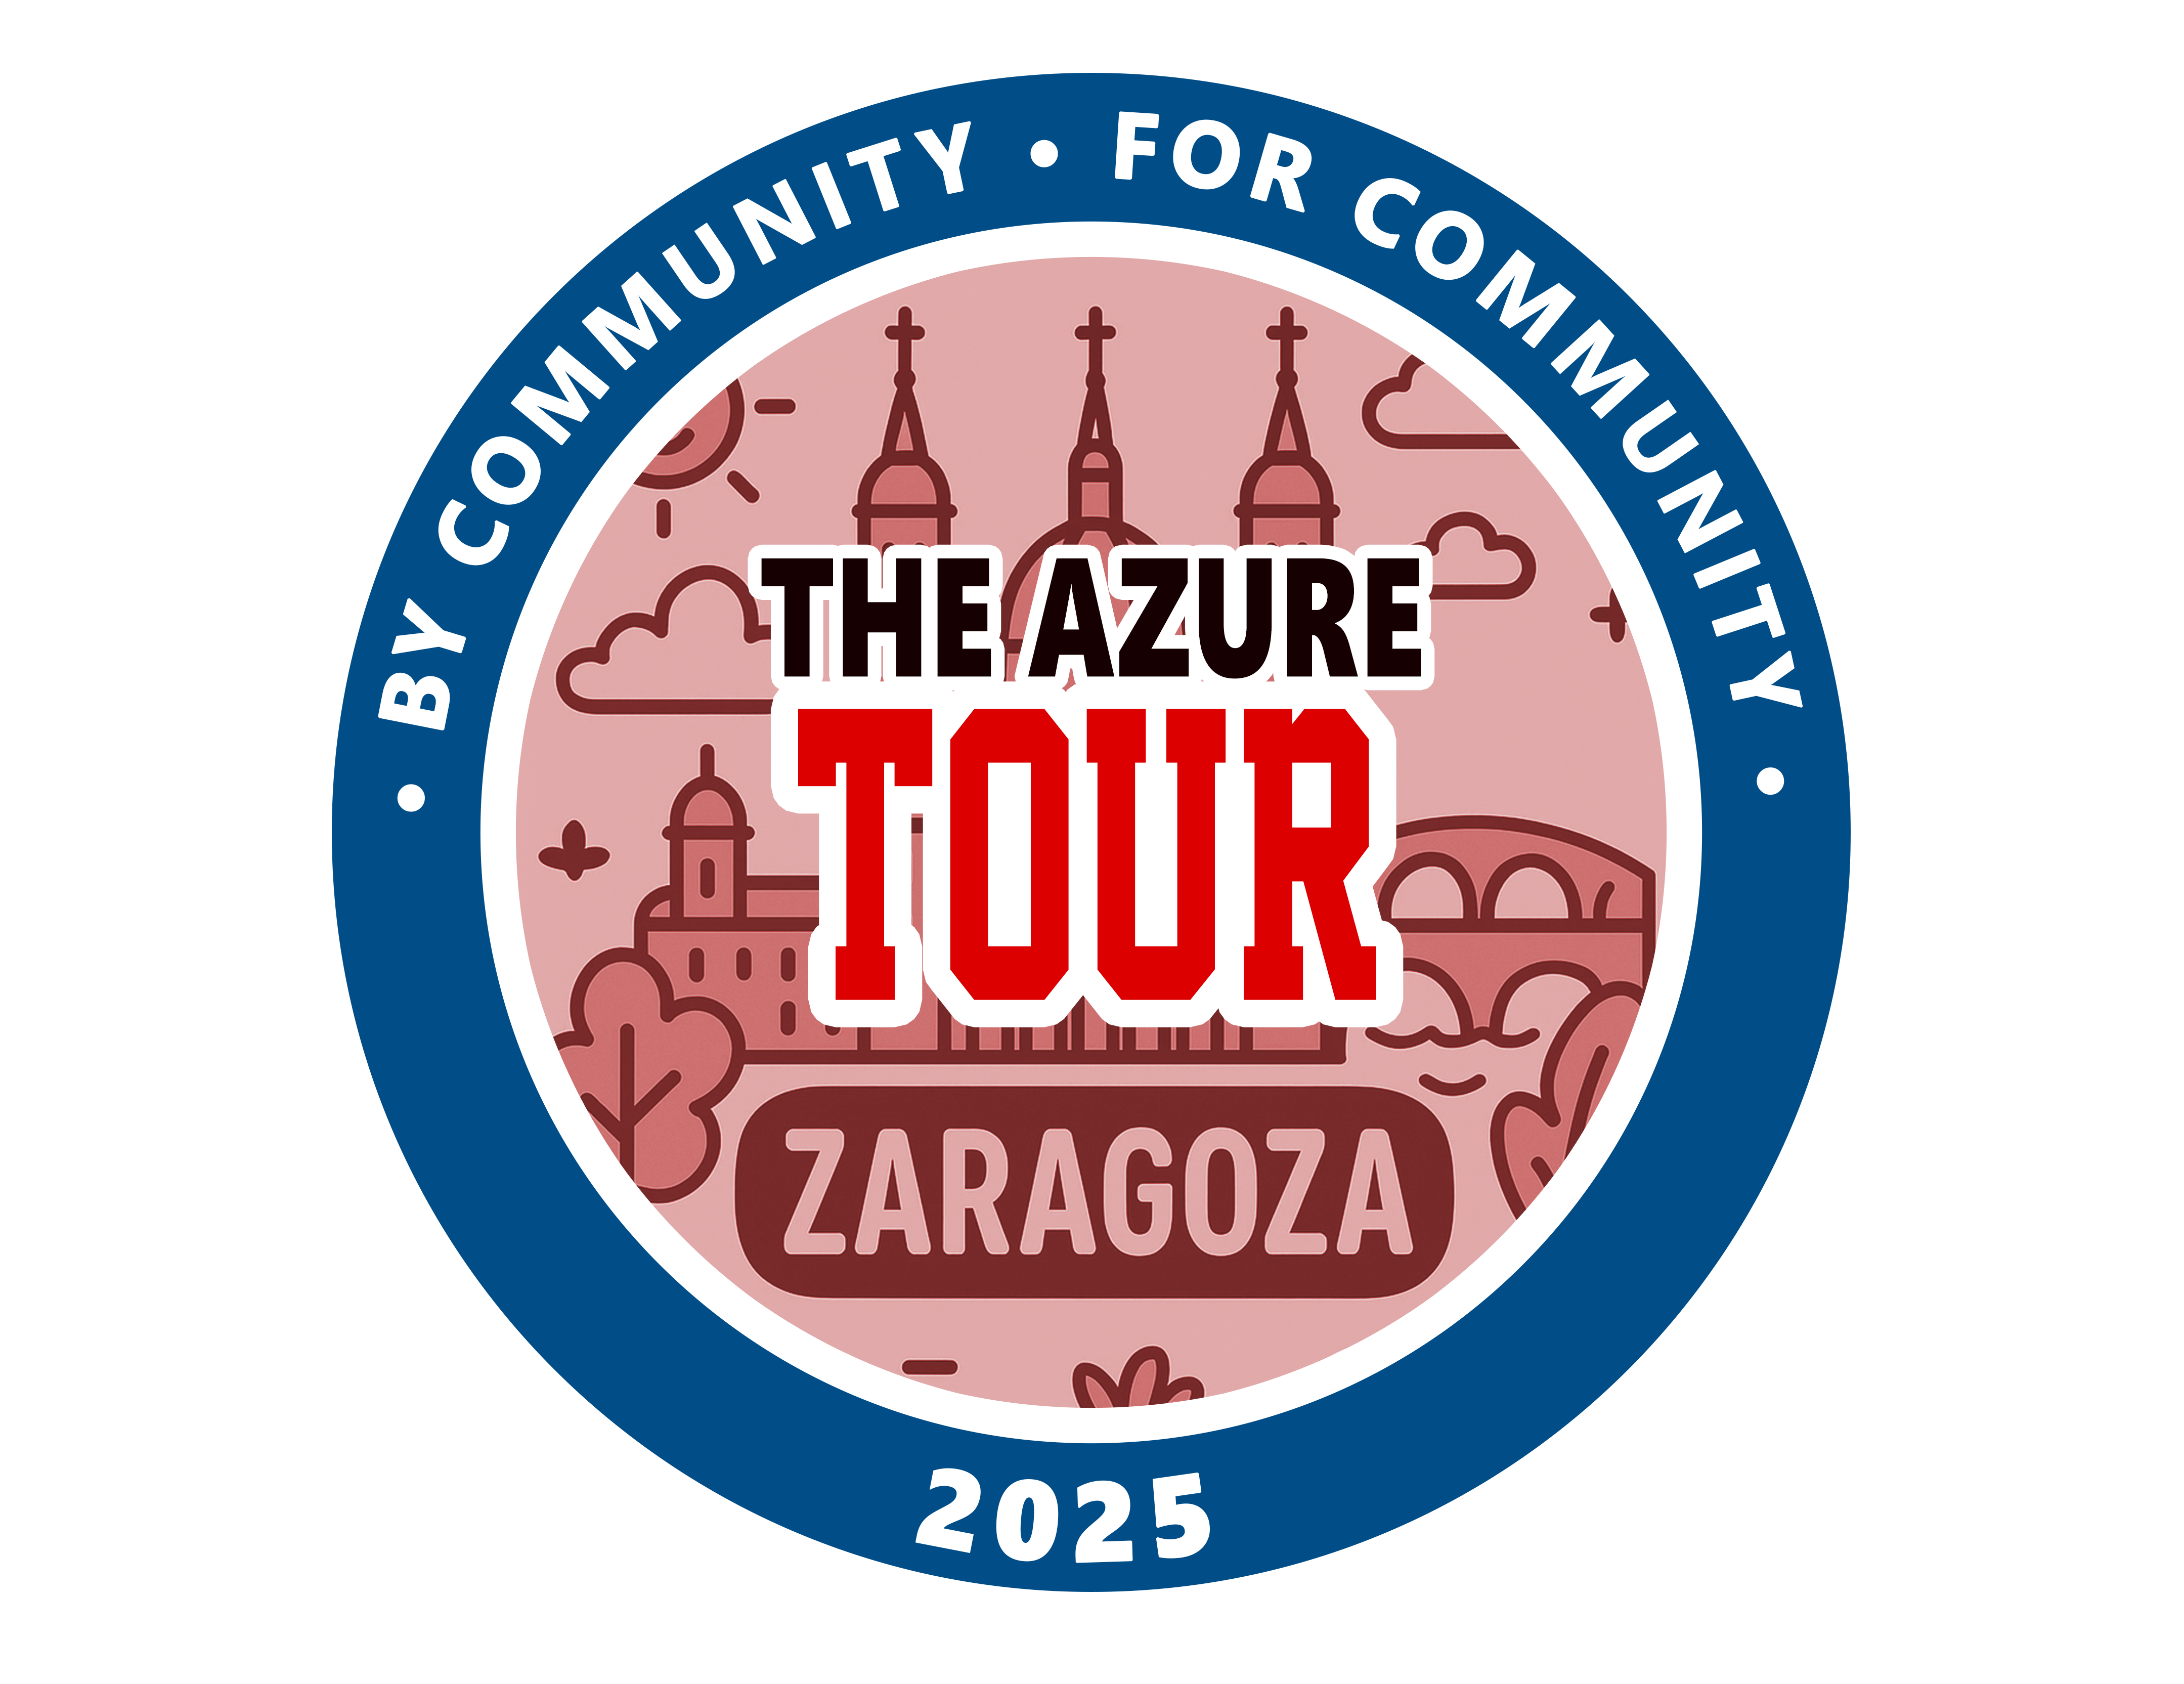 BY COMMUNITY • FOR COMMUNITY
THE AZURE
TOUR
ZARAGOZA
2025